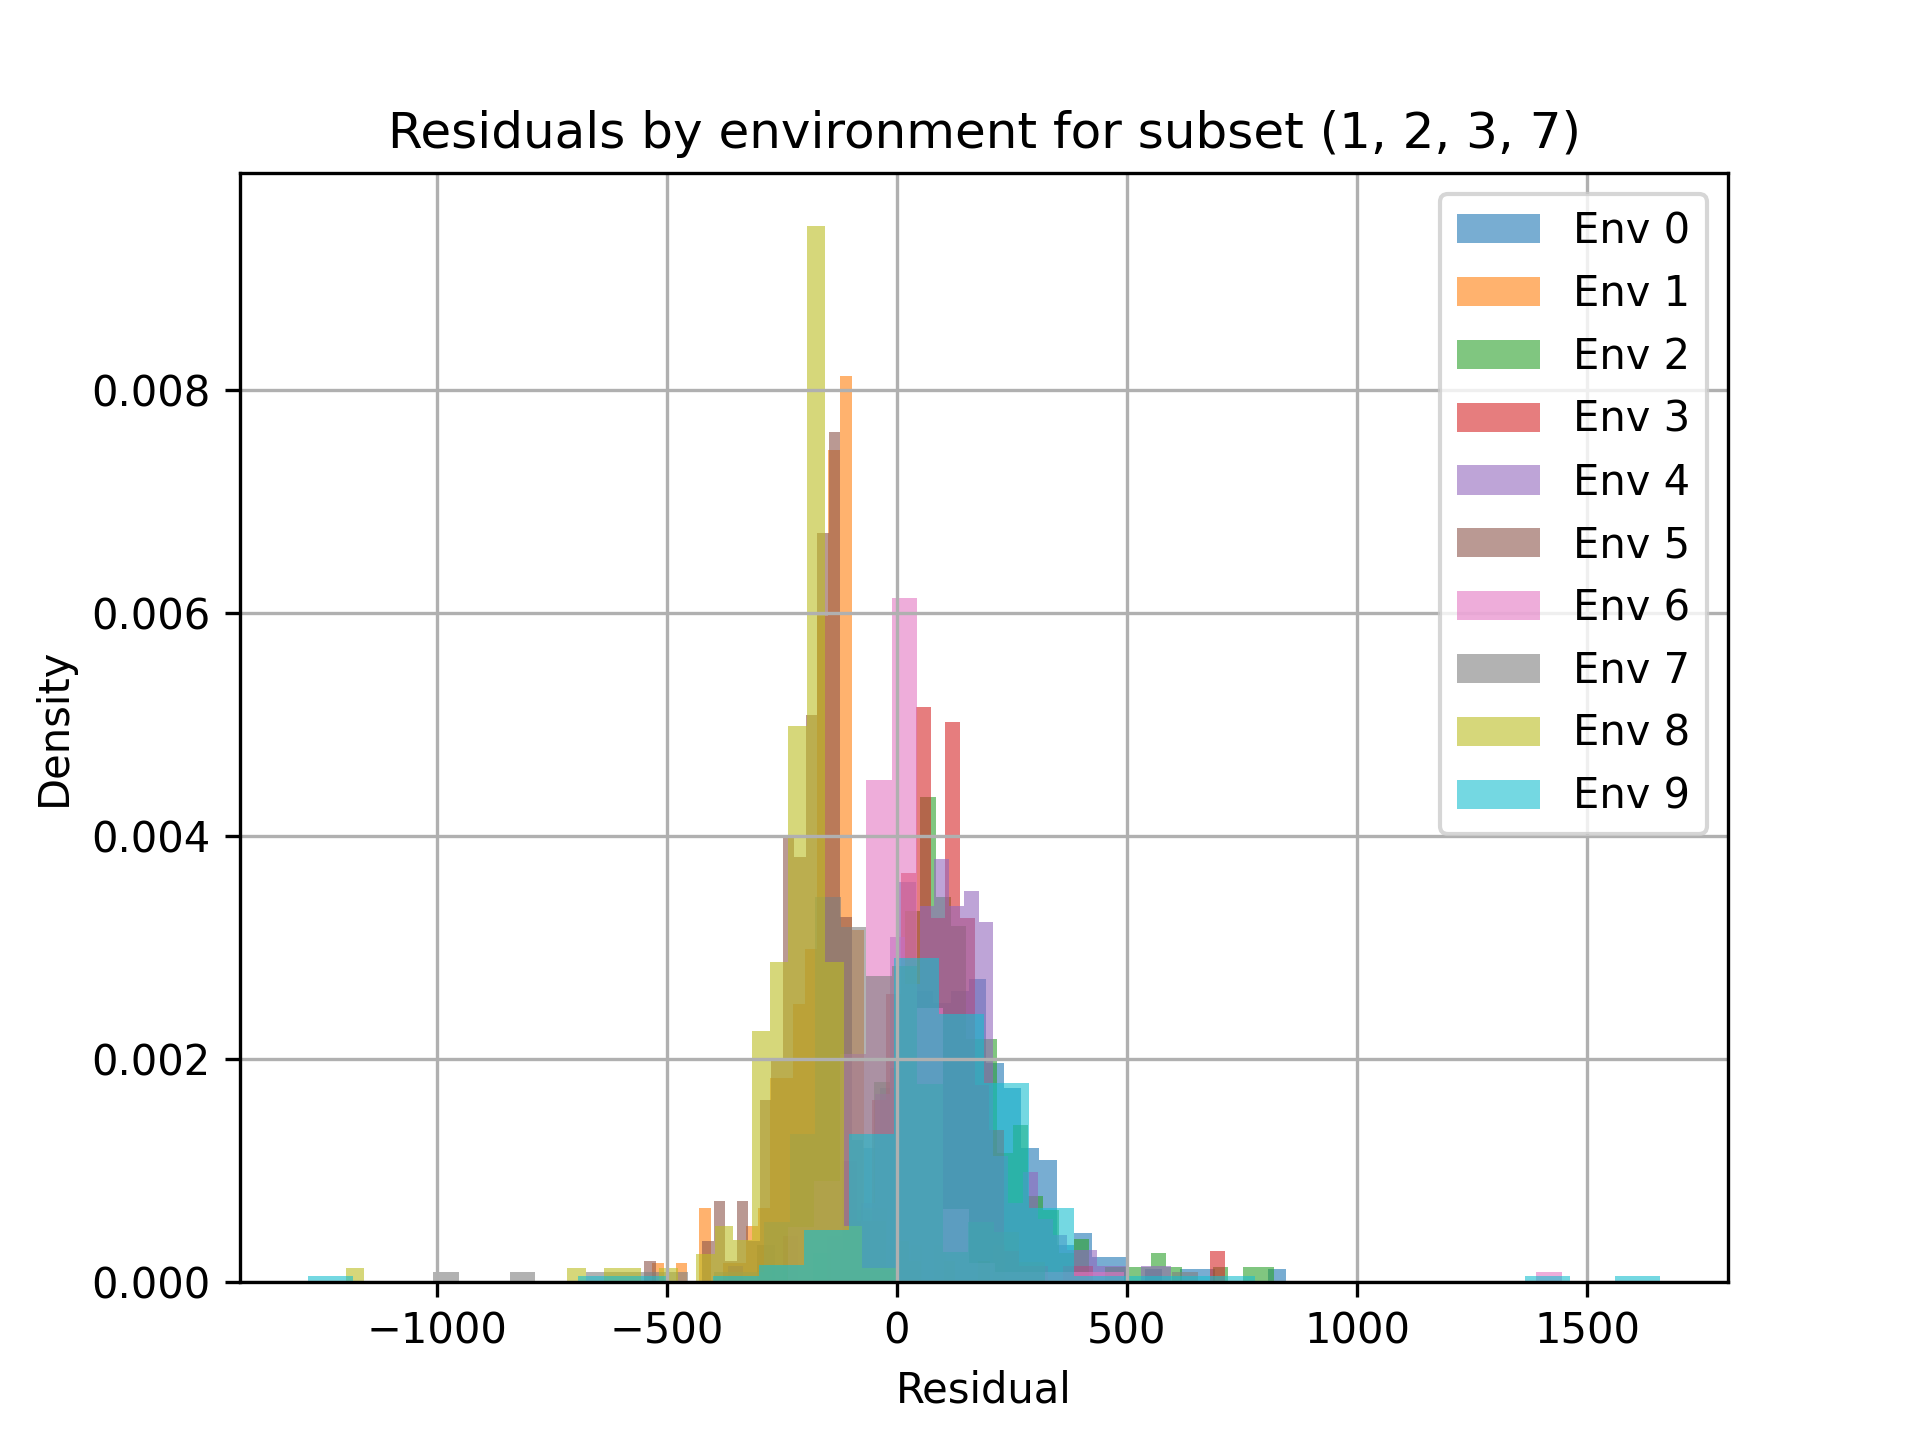 Residuals by environment for subset (1, 2, 3, 7)
Env 0
Env 1
Env 2
Env 3
Env 4
Env 5
Env 6
Env 7
Env 8
Env 9
0.008
0.006
0.004
0.002
0.000
Density
−1000 −500 0 500 1000 1500
Residual